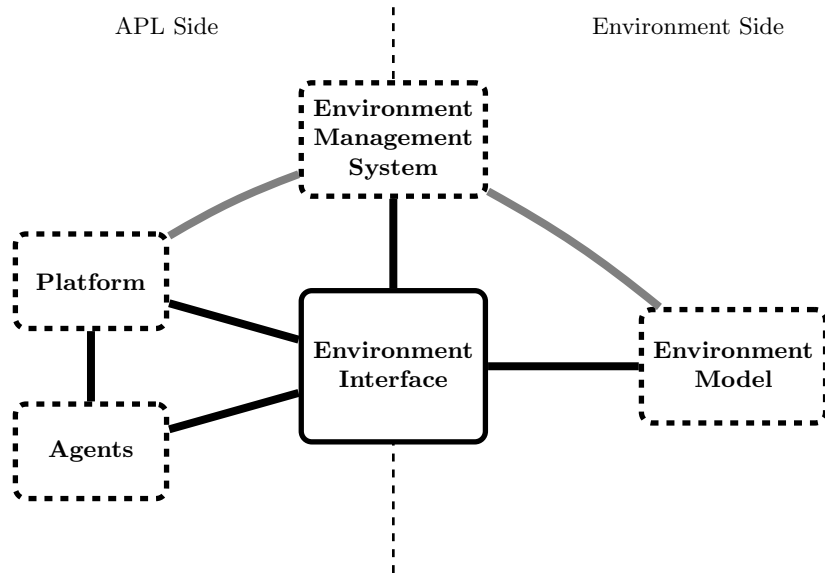 APL Side
Environment Side
Environment
Management
System
Platform
Environment
Interface
Environment
Model
Agents